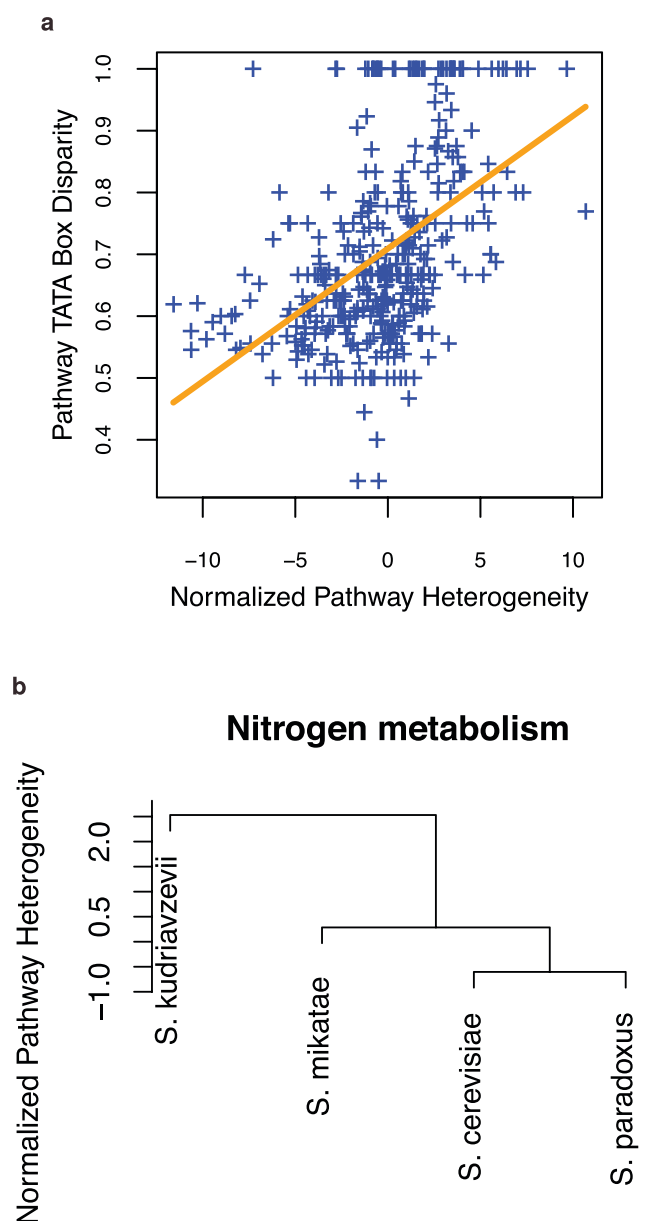 a
Pathway TATA Box Disparity
1.0
0.9
0.8
0.7
0.6
0.5
0.4
−10 −5 0 5 10
Normalized Pathway Heterogeneity
b
Nitrogen metabolism
Normalized Pathway Heterogeneity
2.0
0.5
−1.0
S. kudriavzevii
S. mikatae
S. cerevisiae
S. paradoxus